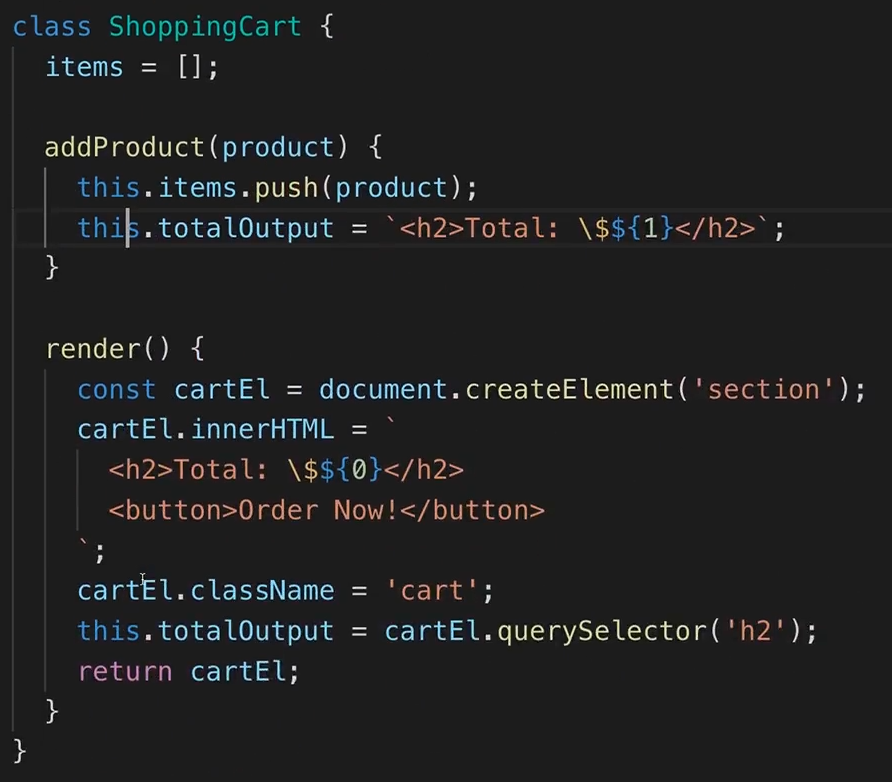 class ShoppingCart {
  items = [];

  addProduct(product) {
    this.items.push(product);
    this.totalOutput = `<h2>Total: \$${1}</h2>`;
  }

  render() {
    const cartEl = document.createElement('section');
    cartEl.innerHTML = `
      <h2>Total: \$${0}</h2>
      <button>Order Now!</button>
    `;
    cartEl.className = 'cart';
    this.totalOutput = cartEl.querySelector('h2');
    return cartEl;
  }
}